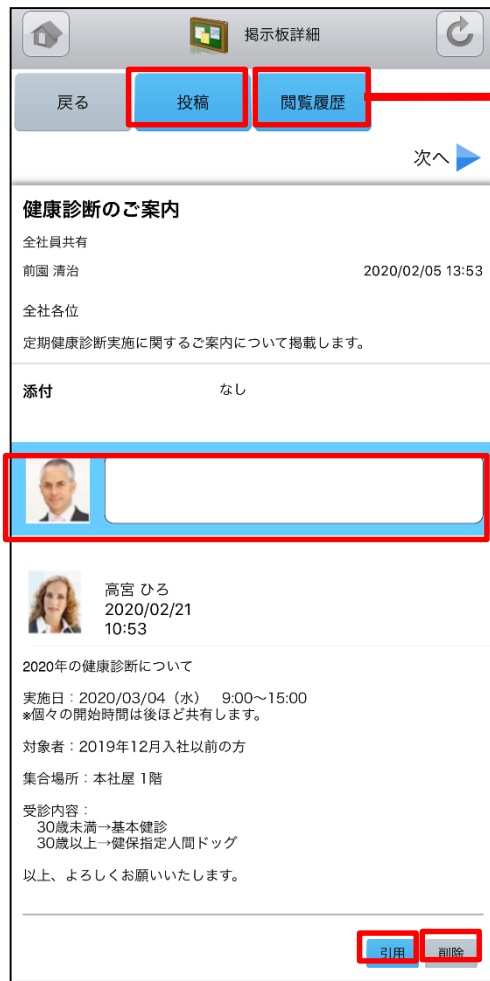 掲示板詳細
戻る
投稿
閲覧履歴
次へ
健康診断のご案内
全社員共有
前園 清治
2020/02/05 13:53
全社各位
定期健康診断実施に関するご案内について掲載します。
添付
なし
高宮 ひろ
2020/02/21
10:53
2020年の健康診断について
実施日：2020/03/04（水） 9:00～15:00
*個々の開始時間は後ほど共有します。
対象者：2019年12月入社以前の方
集合場所：本社屋 1階
受診内容：
30歳未満→基本健診
30歳以上→健保指定人間ドッグ
以上、よろしくお願いいたします。
引用
削除